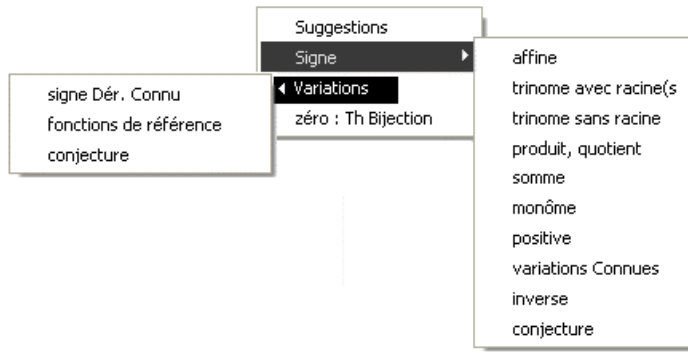 Suggestions
Signe
Variations
zéro : Th Bijection
signe Dér. Connu
fonctions de référence
conjecture
affine
trinome avec racine(s
trinome sans racine
produit, quotient
somme
monôme
positive
variations Connues
inverse
conjecture